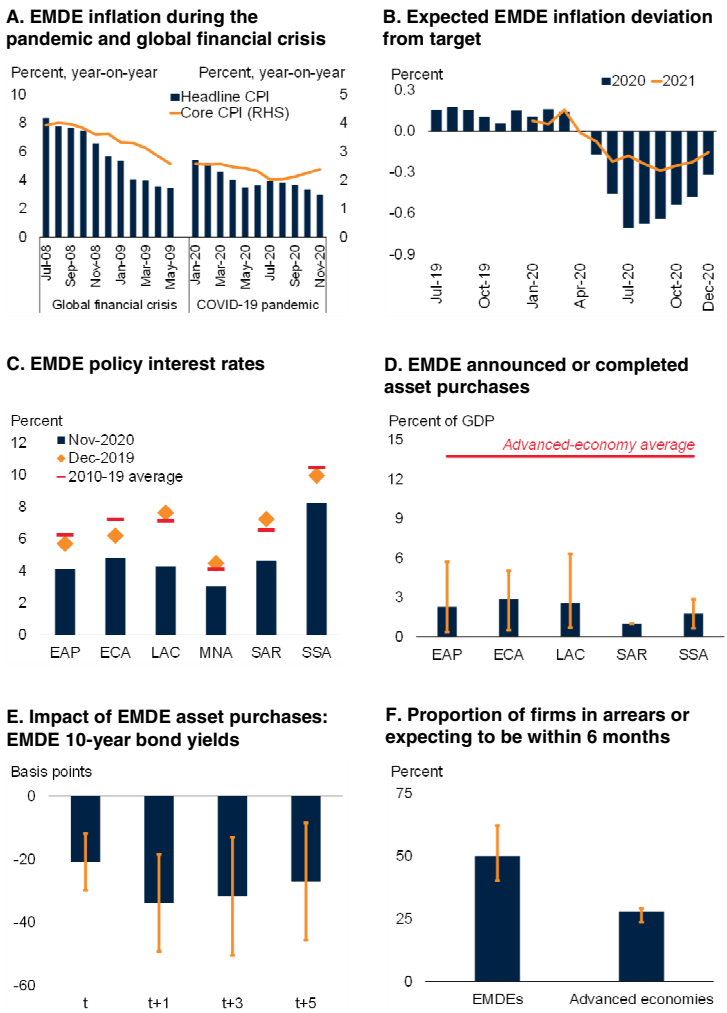 A. EMDE inflation during the
pandemic and global financial crisis
Percent, year-on-year
Percent, year-on-year
10
8
6
4
2
0
5
4
3
2
1
0
Headline CPI
Core CPI (RHS)
Jul-08
Sep-08
Nov-08
Jan-09
Mar-09
May-09
Jan-20
Mar-20
May-20
Jul-20
Sep-20
Nov-20
Global financial crisis
COVID-19 pandemic
B. Expected EMDE inflation deviation
from target
Percent
2020
2021
0.3
0.0
-0.3
-0.6
-0.9
Jul-19
Oct-19
Jan-20
Apr-20
Jul-20
Oct-20
Dec-20
C. EMDE policy interest rates
Percent
12
10
8
6
4
2
0
Nov-2020
Dec-2019
2010-19 average
EAP
ECA
LAC
MNA
SAR
SSA
D. EMDE announced or completed
asset purchases
Percent of GDP
15
12
9
6
3
0
Advanced-economy average
EAP
ECA
LAC
SAR
SSA
E. Impact of EMDE asset purchases:
EMDE 10-year bond yields
Basis points
0
-20
-40
-60
t
t+1
t+3
t+5
F. Proportion of firms in arrears or
expecting to be within 6 months
Percent
75
50
25
0
EMDEs
Advanced economies